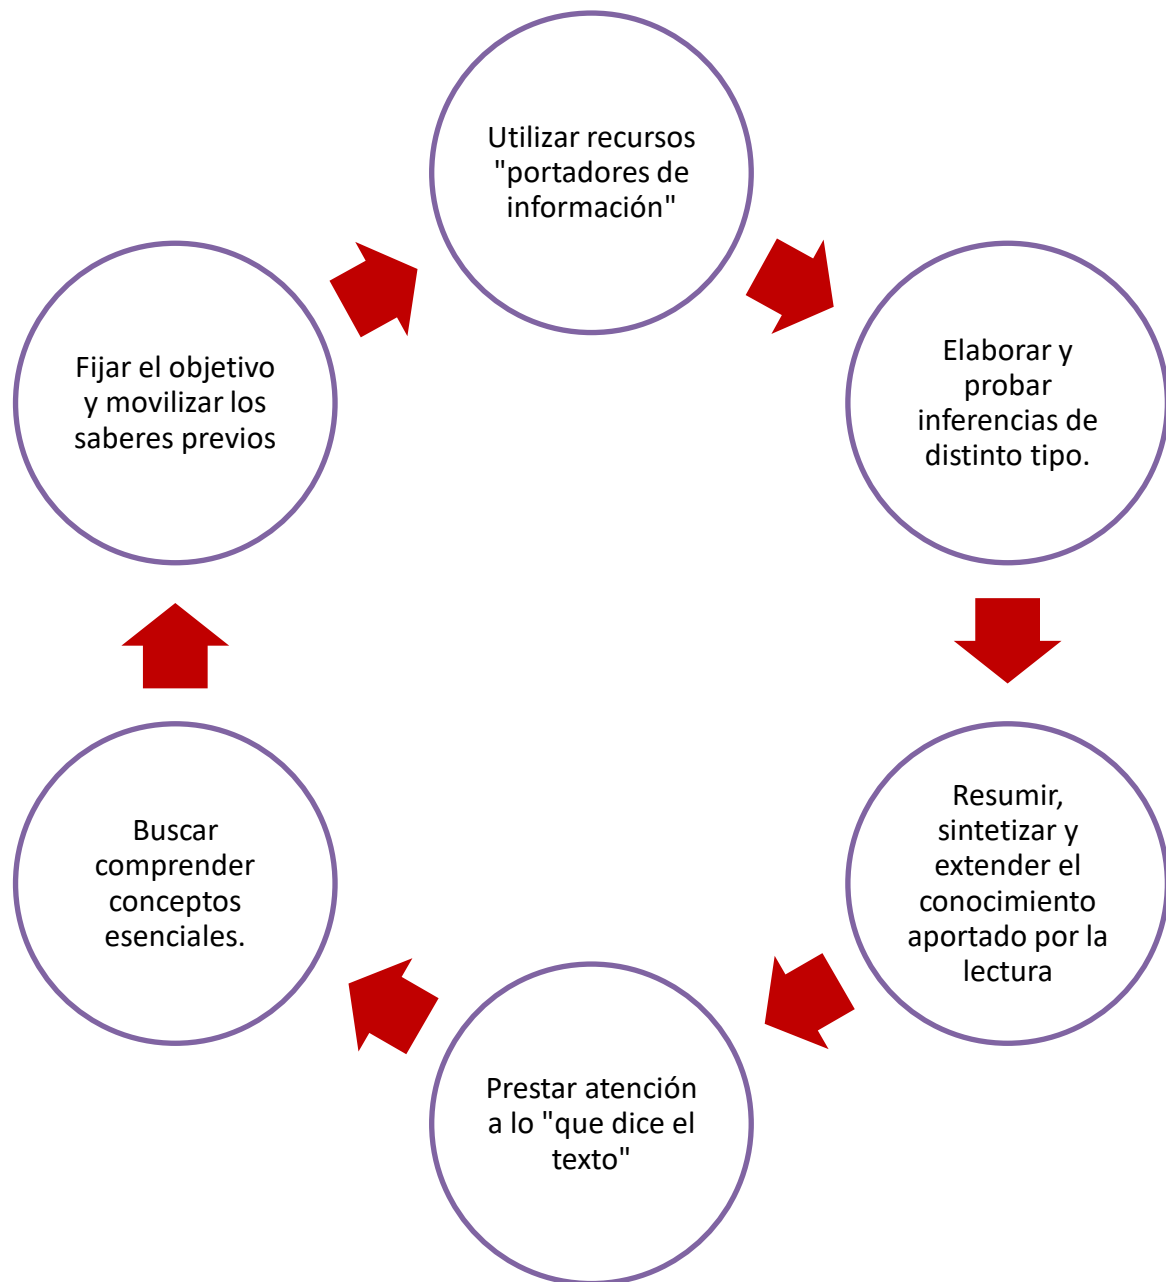 Utilizar recursos
"portadores de
información"
Elaborar y
probar
inferencias de
distinto tipo.
Resumir,
sintetizar y
extender el
conocimiento
aportado por la
lectura
Prestar atención
a lo "que dice el
texto"
Buscar
comprender
conceptos
esenciales.
Fijar el objetivo
y movilizar los
saberes previos